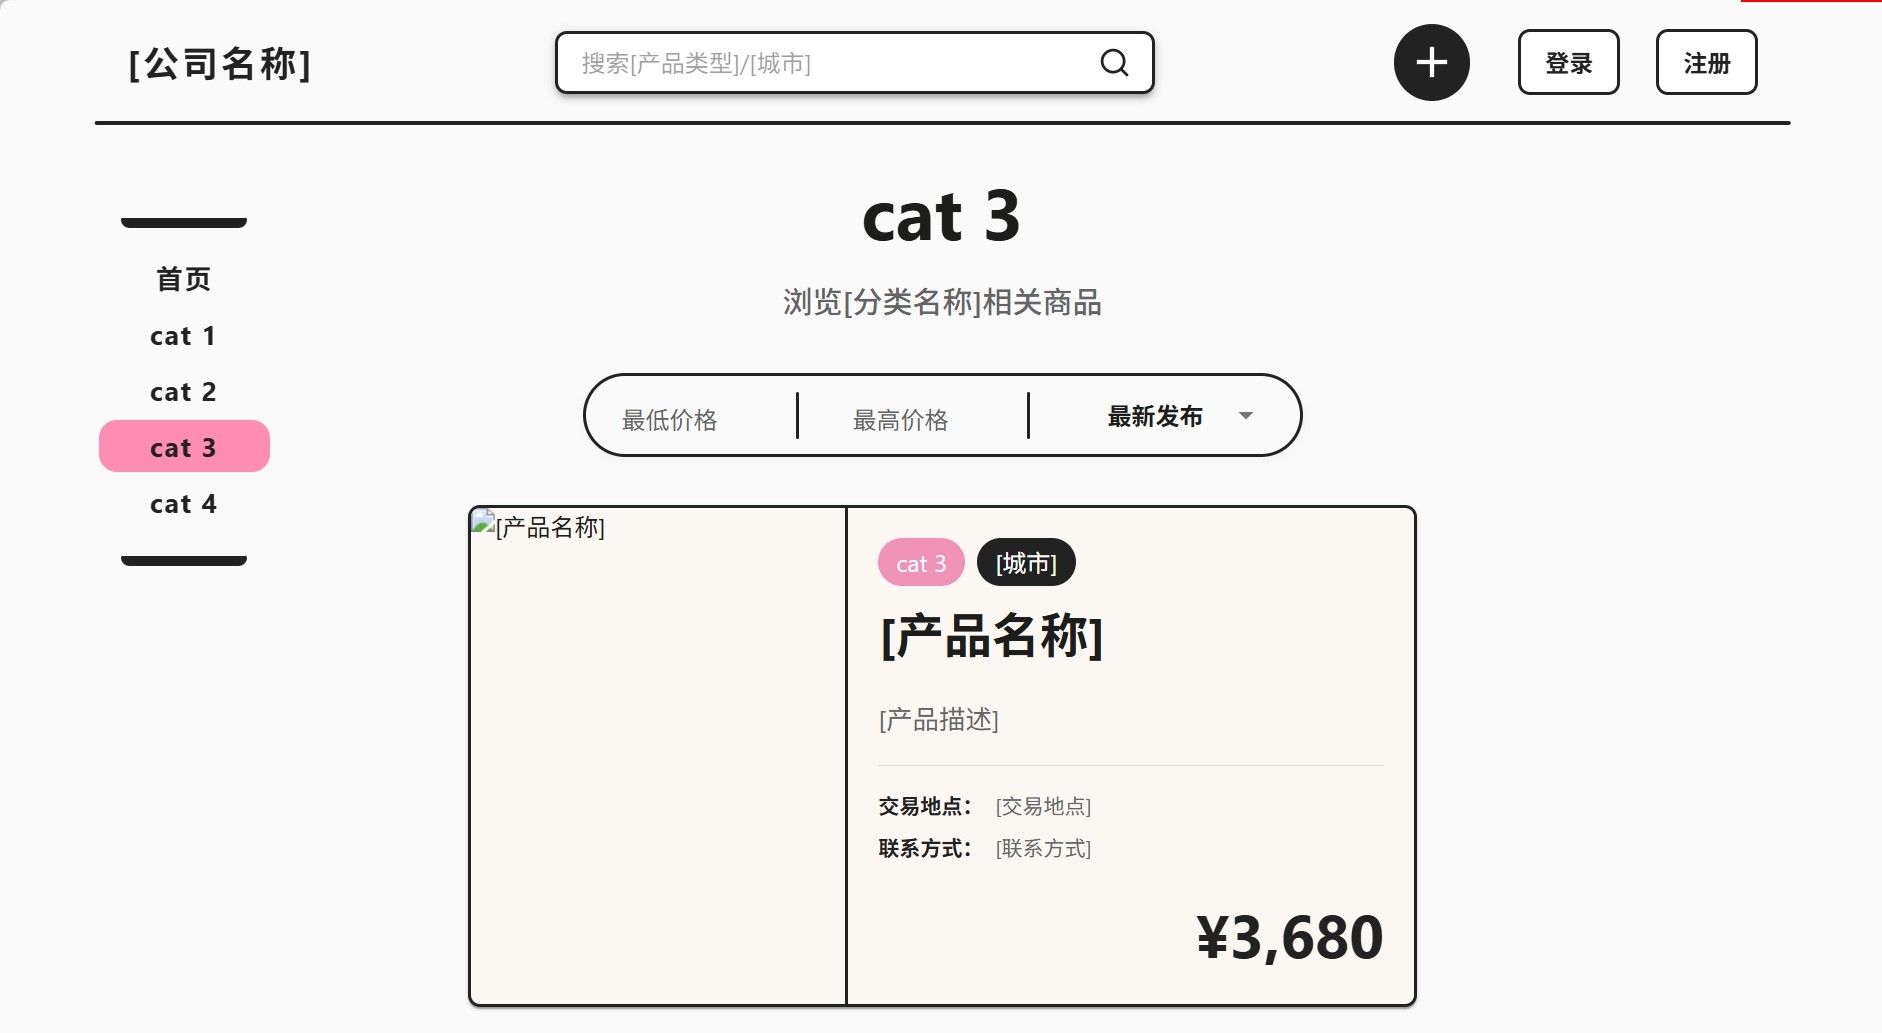 [公司名称]
搜索[产品类型]/[城市]
登录
注册
首页
cat 1
cat 2
cat 3
cat 4
cat 3
浏览[分类名称]相关商品
最低价格
最高价格
最新发布
[产品名称]
cat 3
[城市]
[产品名称]
[产品描述]
交易地点： [交易地点]
联系方式： [联系方式]
¥3,680